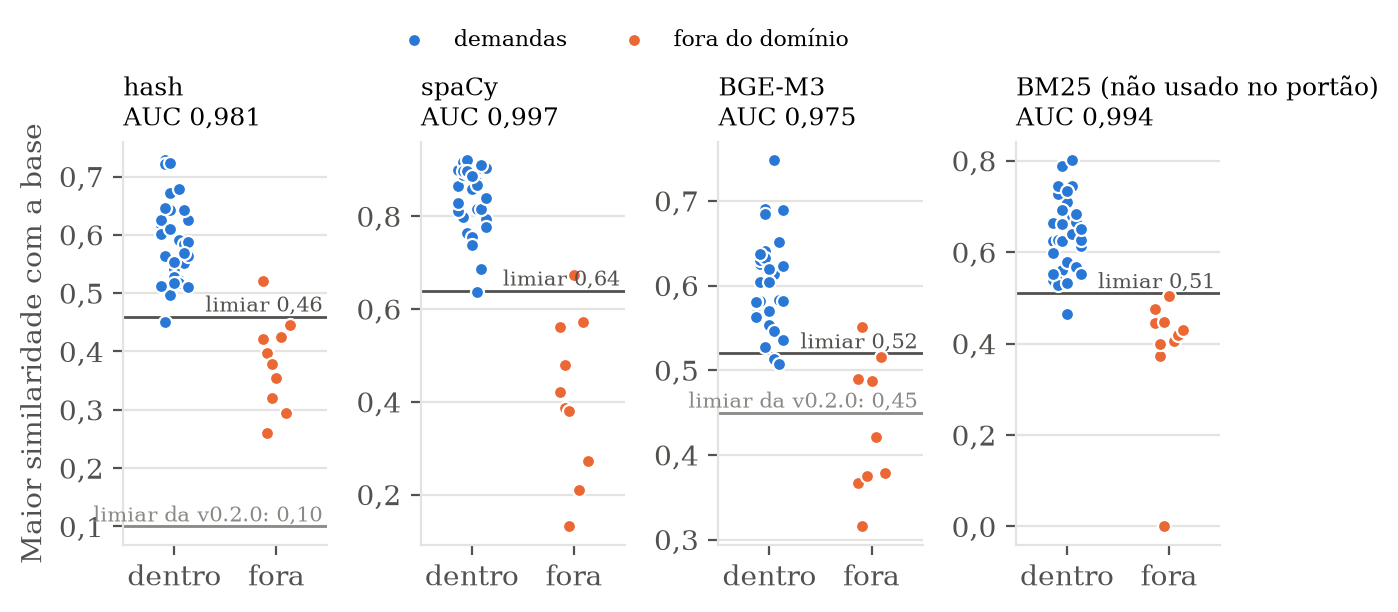 demandas fora do domínio
hash
AUC 0,981
spaCy
AUC 0,997
BGE-M3
AUC 0,975
BM25 (não usado no portão)
AUC 0,994
Maior similaridade com a base
0,7
0,6
0,5
0,4
0,3
0,2
0,1
limiar 0,46
limiar da v0.2.0: 0,10
dentro fora
0,8
0,6
0,4
0,2
limiar 0,64
dentro fora
0,7
0,6
0,5
0,4
0,3
limiar 0,52
limiar da v0.2.0: 0,45
dentro fora
0,8
0,6
0,4
0,2
0,0
limiar 0,51
dentro fora